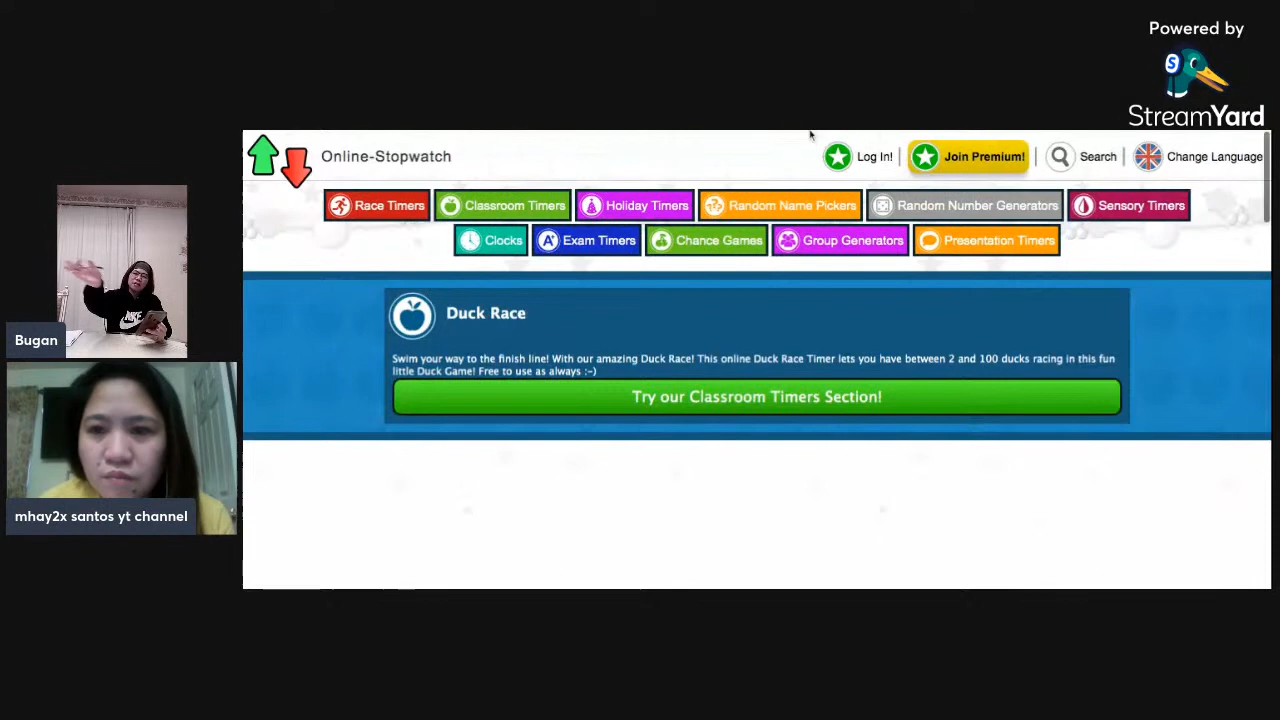 Powered by
StreamYard
Online-Stopwatch
Log In!
Join Premium!
Search
Change Language
Race Timers
Classroom Timers
Holiday Timers
Random Name Pickers
Random Number Generators
Sensory Timers
Clocks
Exam Timers
Chance Games
Group Generators
Presentation Timers
Duck Race
Swim your way to the finish line! With our amazing Duck Race! This online Duck Race Timer lets you have between 2 and 100 ducks racing in this fun
little Duck Game! Free to use as always :-)
Try our Classroom Timers Section!
Bugan
mhay2x santos yt channel